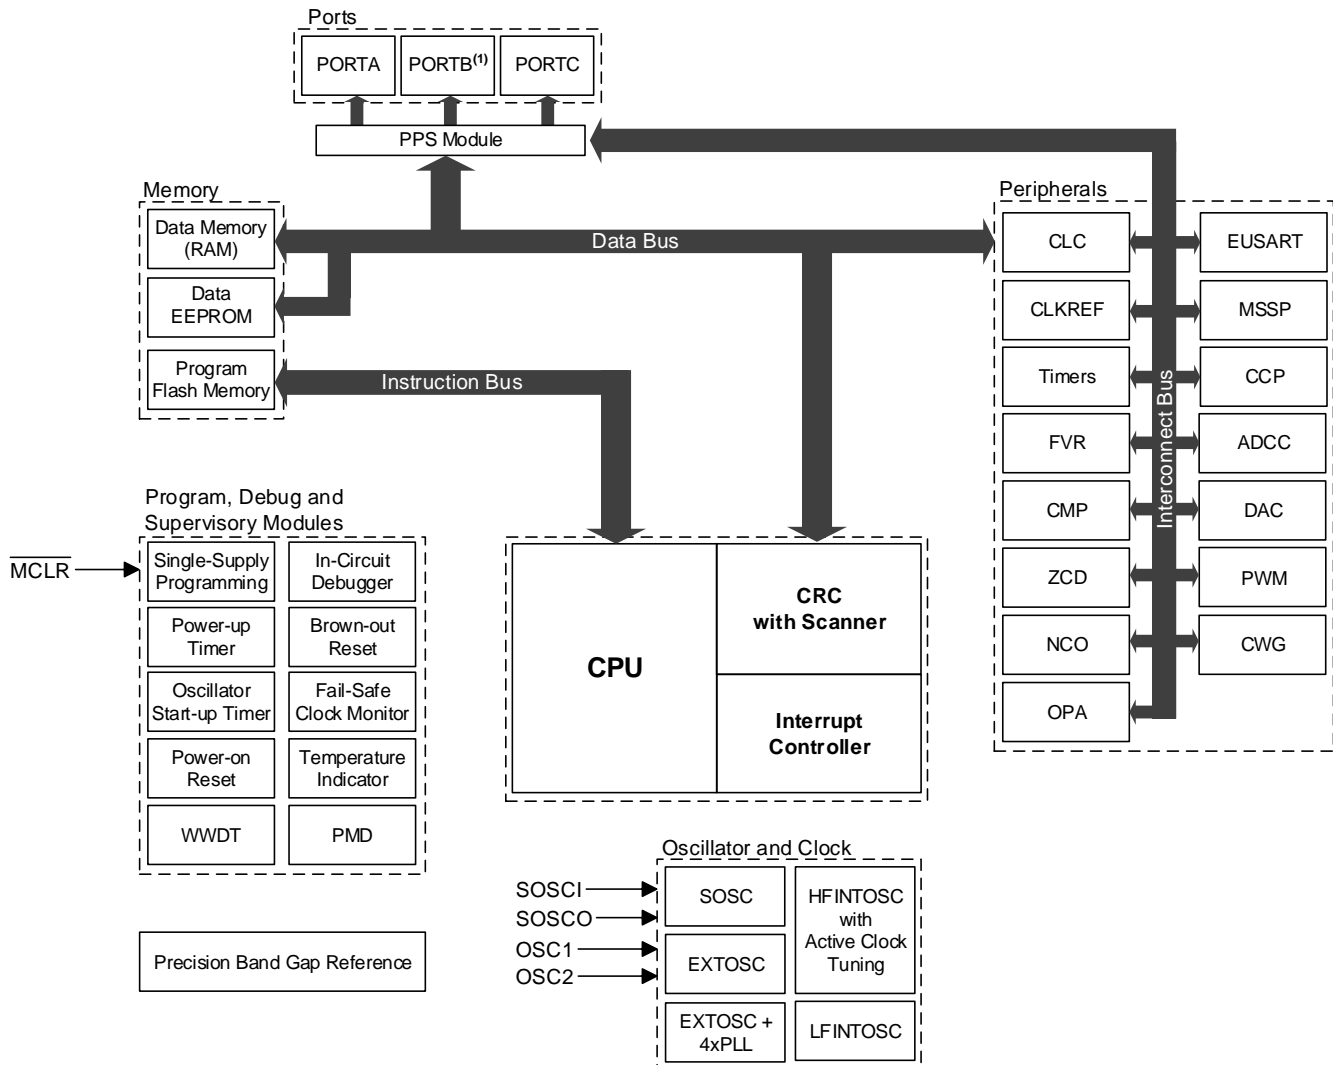 Ports
PORTA
PORTB(1)
PORTC
PPS Module
Memory
Data Memory
(RAM)
Data
EEPROM
Program
Flash Memory
Data Bus
Instruction Bus
Peripherals
CLC
EUSART
CLKREF
MSSP
Timers
CCP
FVR
ADCC
CMP
DAC
ZCD
PWM
NCO
CWG
OPA
Interconnect Bus
Program, Debug and
Supervisory Modules
MCLR
Single-Supply
Programming
In-Circuit
Debugger
Power-up
Timer
Brown-out
Reset
Oscillator
Start-up Timer
Fail-Safe
Clock Monitor
Power-on
Reset
Temperature
Indicator
WWDT
PMD
CPU
CRC
with Scanner
Interrupt
Controller
Precision Band Gap Reference
Oscillator and Clock
SOSCI
SOSCO
OSC1
OSC2
SOSC
HFINTOSC
with
Active Clock
Tuning
EXTOSC
EXTOSC +
4xPLL
LFINTOSC